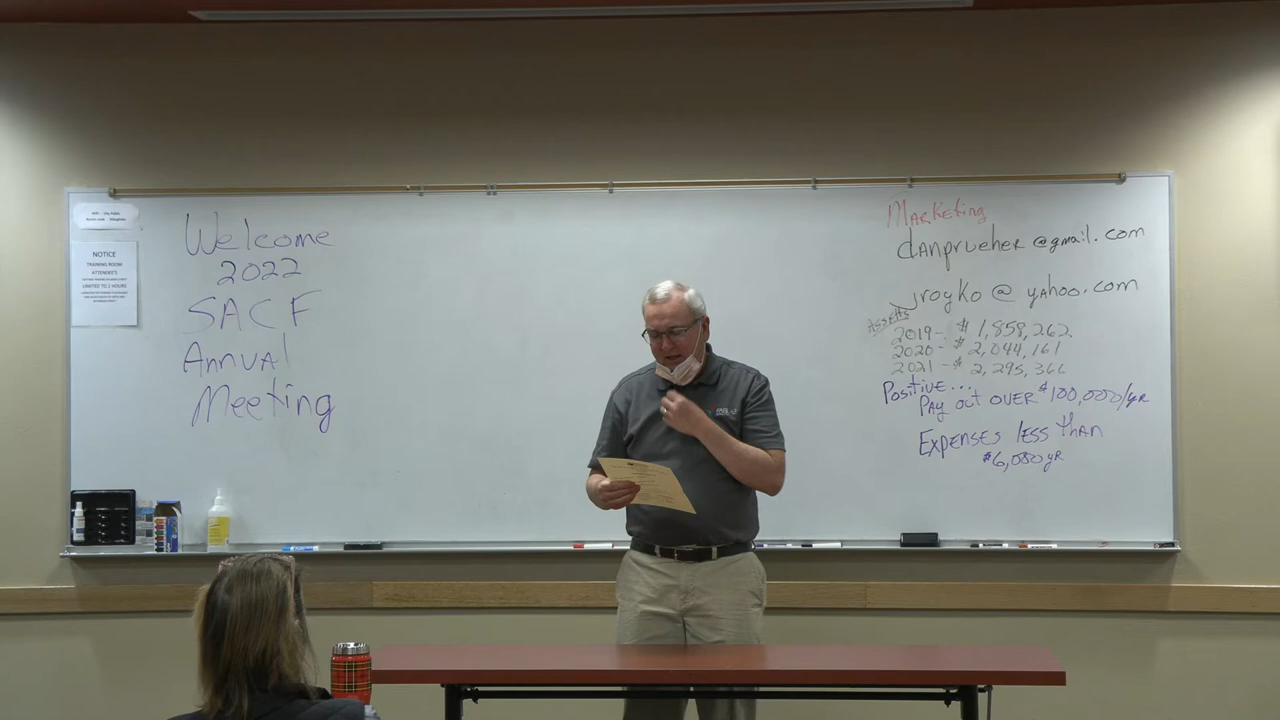 Welcome
2022
SACF
Annual
Meeting
NOTICE
TRAINING ROOM
ATTENDEE'S
LIMITED TO 2 HOURS
Marketing
danprueher@gmail.com
jroyko@yahoo.com
Assets
2019- $ 1,858,262
2020- $ 2,044,161
2021-$ 2,295,366
Positive...
Pay out over $100,000/yr
Expenses less than
$6,080 yr